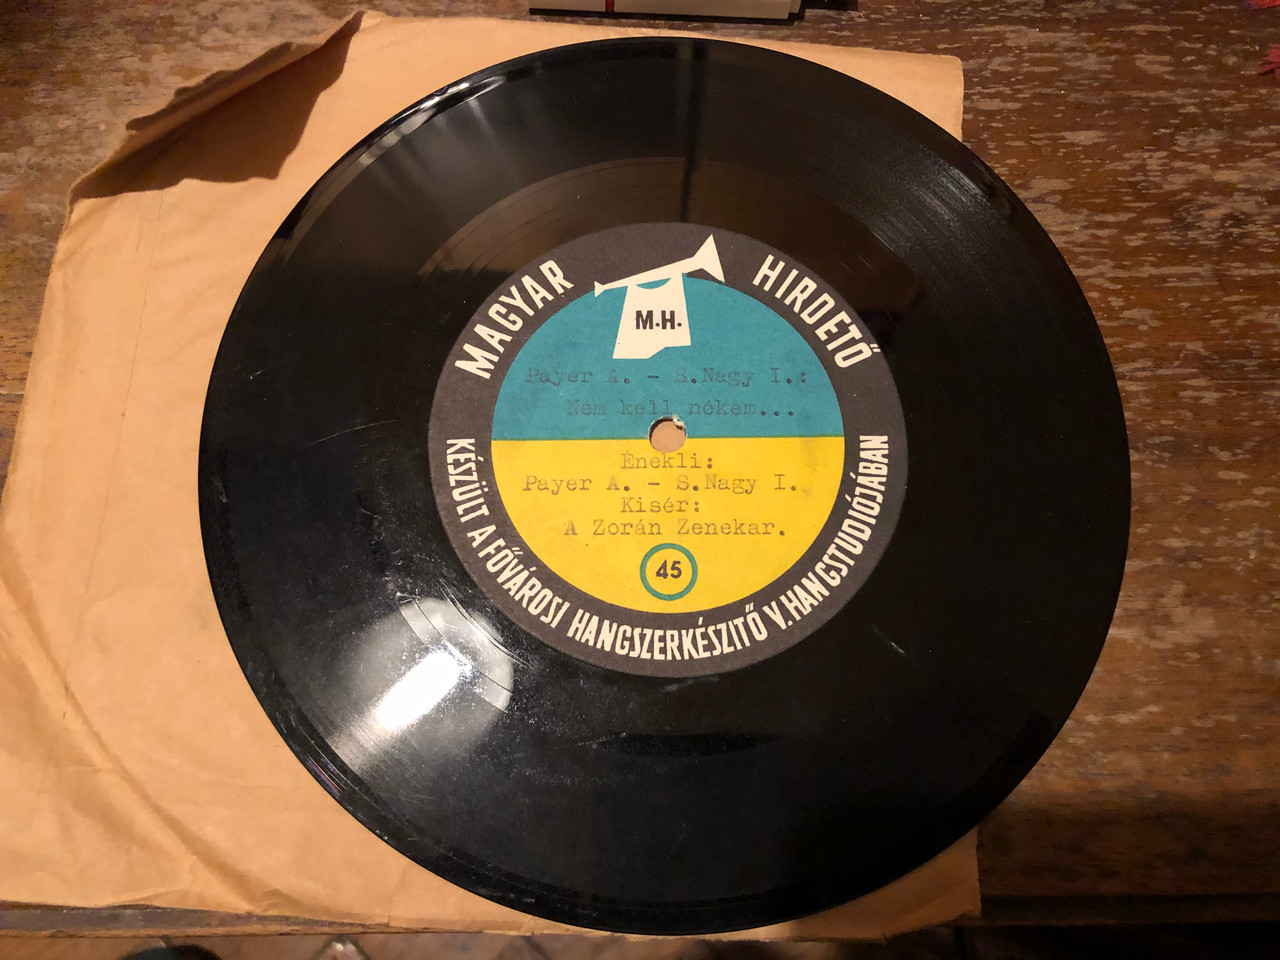 MAGYAR HIRDETŐ
M.H.
Payer A. - S.Nagy I.:
Nem kell nékem...
Énekli:
Payer A. - S.Nagy I.
Kisér:
A Zorán Zenekar.
45
KÉSZÜLT A FŐVÁROSI HANGSZERKÉSZITŐ V. HANGSTUDIÓJÁBAN